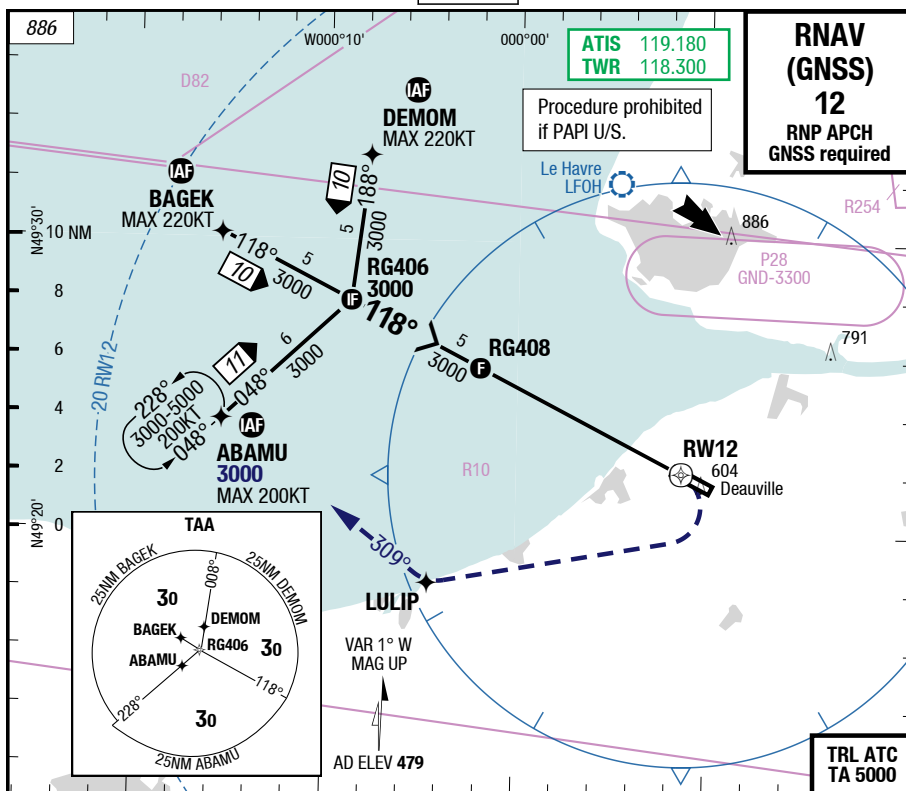 886
W000°10'
000°00'
ATIS 119.180
TWR 118.300
RNAV
(GNSS)
12
RNP APCH
GNSS required
D82
IAF
DEMOM
MAX 220KT
Procedure prohibited
if PAPI U/S.
IAF
BAGEK
MAX 220KT
Le Havre
LFOH
R254
N49°30'
10 NM
10
188°
5
3000
118°
5
3000
10
886
P28
GND-3300
RG406
3000
IF
118°
8
6
4
2
0
20 RW12
6
3000
048°
11
5
3000
RG408
F
791
228°
3000-5000
200KT
048°
IAF
ABAMU
3000
MAX 200KT
R10
RW12
604
Deauville
N49°20'
309°
LULIP
TAA
25NM BAGEK
25NM DEMOM
008°
30
DEMOM
BAGEK
RG406
30
ABAMU
118°
228°
30
25NM ABAMU
VAR 1° W
MAG UP
AD ELEV 479
TRL ATC
TA 5000